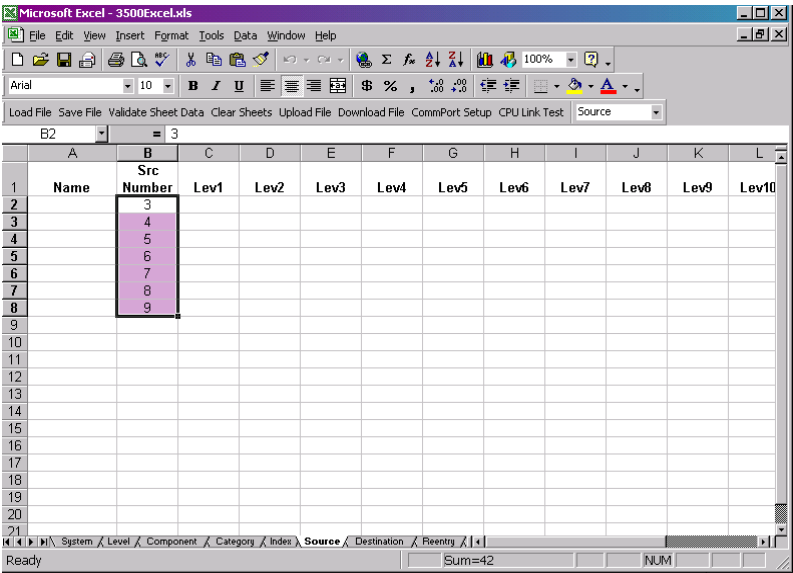 Microsoft Excel - 3500Excel.xls
File Edit View Insert Format Tools Data Window Help
100%
Arial 10 B I U $ % ,
Load File Save File Validate Sheet Data Clear Sheets Upload File Download File CommPort Setup CPU Link Test Source
B2 = 3
A B C D E F G H I J K L
Src
1 Name Number Lev1 Lev2 Lev3 Lev4 Lev5 Lev6 Lev7 Lev8 Lev9 Lev10
2 3
3 4
4 5
5 6
6 7
7 8
8 9
9
10
11
12
13
14
15
16
17
18
19
20
21
System Level Component Category Index Source Destination Reentry
Ready Sum=42 NUM